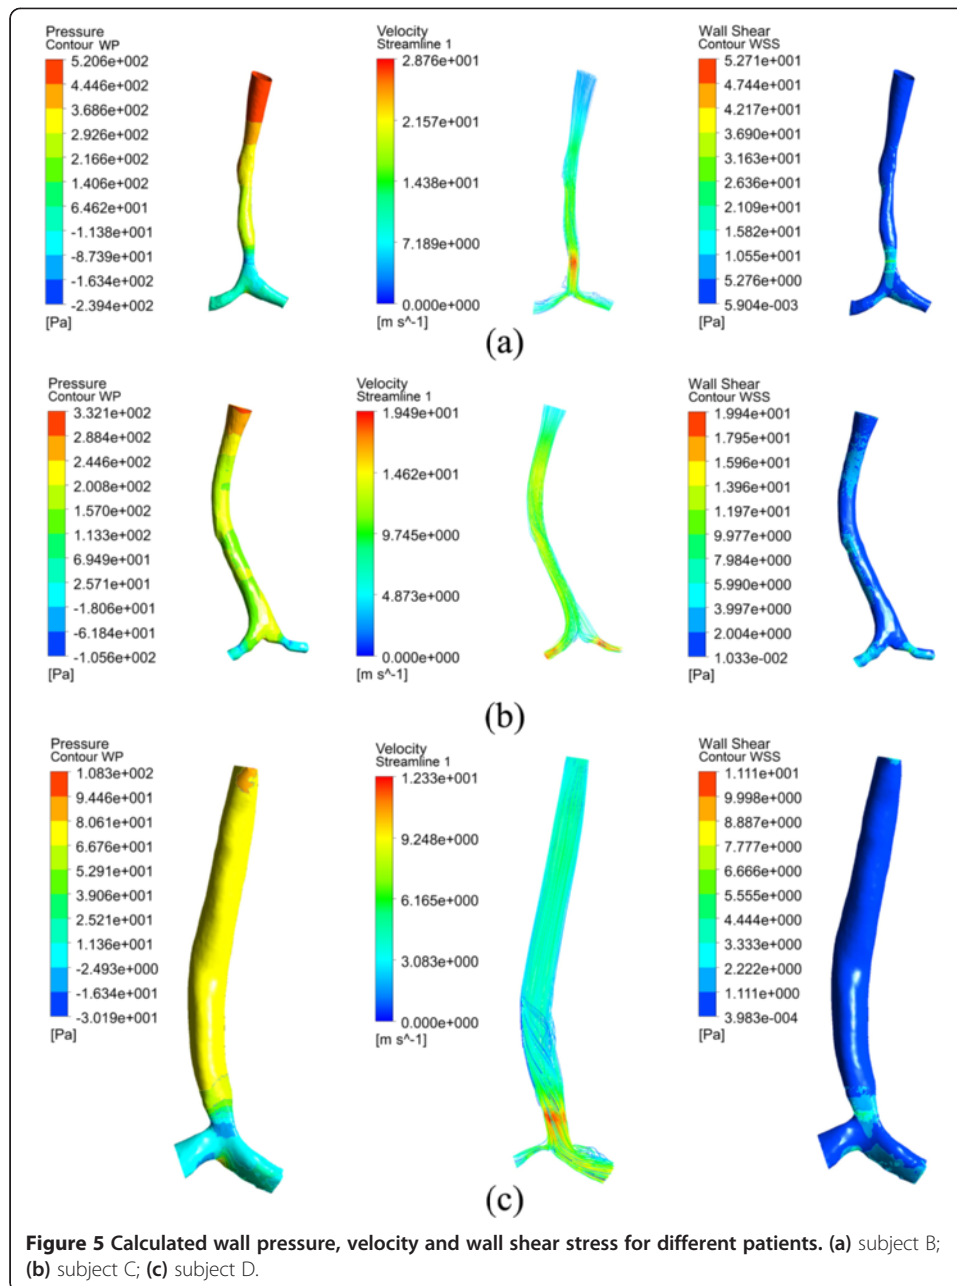 Pressure
Contour WP
5.206e+002
4.446e+002
3.686e+002
2.926e+002
2.166e+002
1.406e+002
6.462e+001
-1.138e+001
-8.739e+001
-1.634e+002
-2.394e+002
[Pa]
Velocity
Streamline 1
2.876e+001
2.157e+001
1.438e+001
7.189e+000
0.000e+000
[m s^-1]
Wall Shear
Contour WSS
5.271e+001
4.744e+001
4.217e+001
3.690e+001
3.163e+001
2.636e+001
2.109e+001
1.582e+001
1.055e+001
5.276e+000
5.904e-003
[Pa]
(a)
Pressure
Contour WP
3.321e+002
2.884e+002
2.446e+002
2.008e+002
1.570e+002
1.133e+002
6.949e+001
2.571e+001
-1.806e+001
-6.184e+001
-1.056e+002
[Pa]
Velocity
Streamline 1
1.949e+001
1.462e+001
9.745e+000
4.873e+000
0.000e+000
[m s^-1]
Wall Shear
Contour WSS
1.994e+001
1.795e+001
1.596e+001
1.396e+001
1.197e+001
9.977e+000
7.984e+000
5.990e+000
3.997e+000
2.004e+000
1.033e-002
[Pa]
(b)
Pressure
Contour WP
1.083e+002
9.446e+001
8.061e+001
6.676e+001
5.291e+001
3.906e+001
2.521e+001
1.136e+001
-2.493e+000
-1.634e+001
-3.019e+001
[Pa]
Velocity
Streamline 1
1.233e+001
9.248e+000
6.165e+000
3.083e+000
0.000e+000
[m s^-1]
Wall Shear
Contour WSS
1.111e+001
9.998e+000
8.887e+000
7.777e+000
6.666e+000
5.555e+000
4.444e+000
3.333e+000
2.222e+000
1.111e+000
3.983e-004
[Pa]
(c)
Figure 5 Calculated wall pressure, velocity and wall shear stress for different patients. (a) subject B;
(b) subject C; (c) subject D.